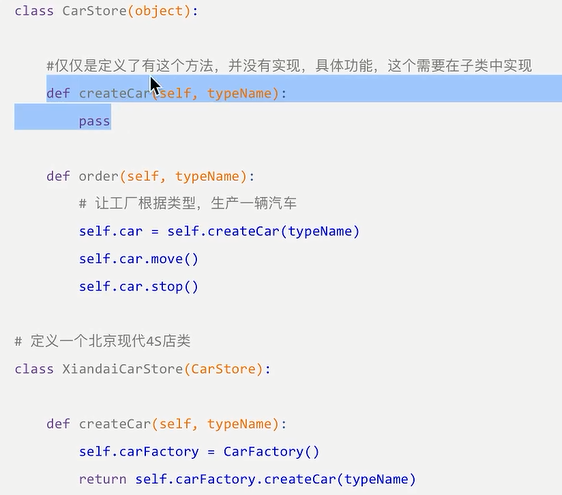 class CarStore(object):
#仅仅是定义了有这个方法，并没有实现，具体功能，这个需要在子类中实现
def createCar(self, typeName):
pass
def order(self, typeName):
# 让工厂根据类型，生产一辆汽车
self.car = self.createCar(typeName)
self.car.move()
self.car.stop()
# 定义一个北京现代4S店类
class XiandaiCarStore(CarStore):
def createCar(self, typeName):
self.carFactory = CarFactory()
return self.carFactory.createCar(typeName)